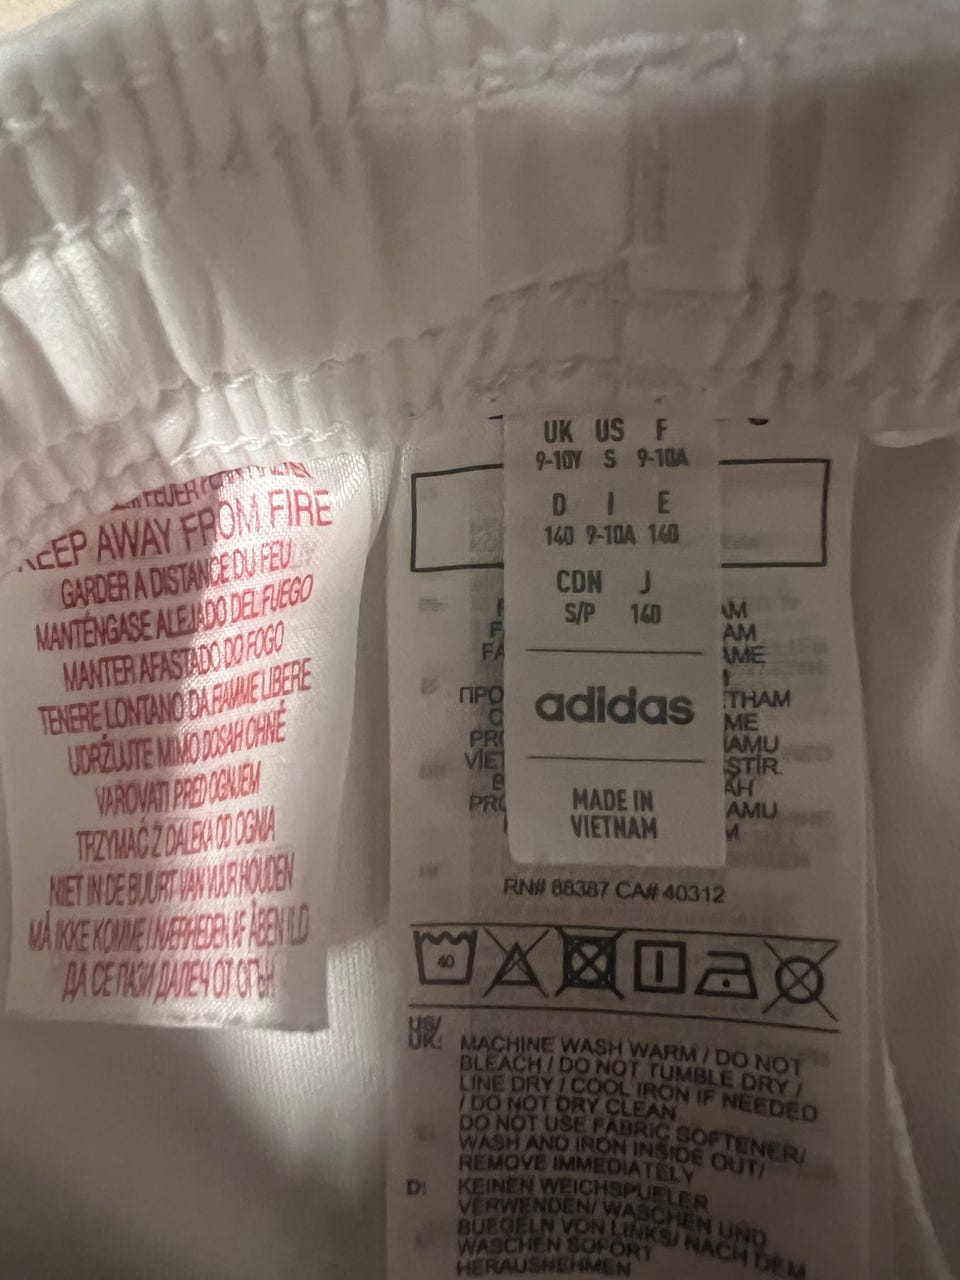 KEEP AWAY FROM FIRE
GARDER A DISTANCE DU FEU
MANTÉNGASE ALEJADO DEL FUEGO
MANTER AFASTADO DO FOGO
TENERE LONTANO DA FIAMME LIBERE
UDRŽUJTE MIMO DOSAH OHNĚ
VAROVATI PRED OGNJEM
TRZYMAĆ Z DALEKA OD OGNIA
NIET IN DE BUURT VAN VUUR HOUDEN
MÅ IKKE KOMME I NÆRHEDEN AF ÅBEN ILD
ДА СЕ ПАЗИ ДАЛЕЧ ОТ ОГЪН
UK US F
9-10Y S 9-10A
D I E
140 9-10A 140
CDN J
S/P 140
adidas
MADE IN
VIETNAM
RN# 88387 CA# 40312
40
US/
UK: MACHINE WASH WARM / DO NOT
BLEACH / DO NOT TUMBLE DRY /
LINE DRY / COOL IRON IF NEEDED
/ DO NOT DRY CLEAN
DO NOT USE FABRIC SOFTENER/
WASH AND IRON INSIDE OUT/
REMOVE IMMEDIATELY
D: KEINEN WEICHSPUELER
VERWENDEN/ WASCHEN UND
BUEGELN VON LINKS/ NACH DEM
WASCHEN SOFORT
HERAUSNEHMEN